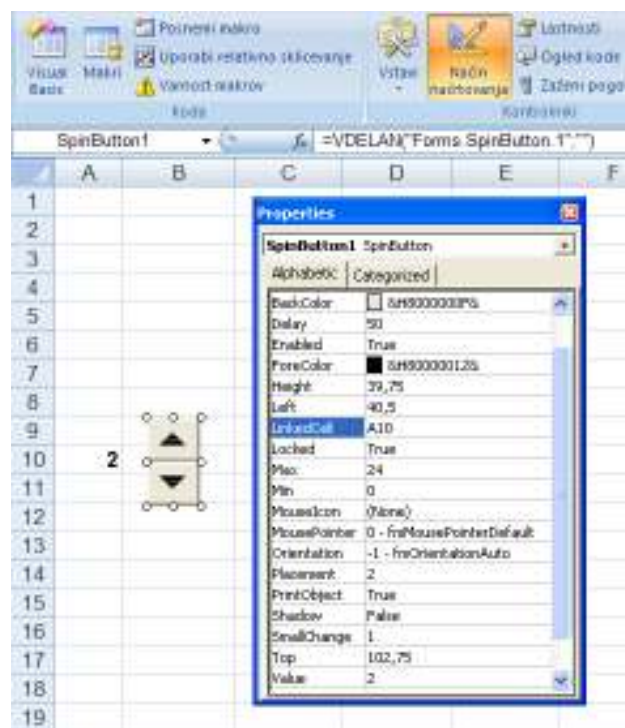 Posnemi makro
Uporabi relativno sklicevanje
Varnost makrov
Visual Basic
Makri
Koda
Vstavi
Način načrtovanja
Lastnosti
Ogled kode
Zaženi pogo
Kontrolniki
SpinButton1
fx =VDELAN("Forms.SpinButton.1";"")
A B C D E F
1
2
3
4
5
6
7
8
9
10 2
11
12
13
14
15
16
17
18
19
Properties
SpinButton1 SpinButton
Alphabetic Categorized
BackColor &H8000000F&
Delay 50
Enabled True
ForeColor &H80000012&
Height 39,75
Left 40,5
LinkedCell A10
Locked True
Max 24
Min 0
MouseIcon (None)
MousePointer 0 - fmMousePointerDefault
Orientation -1 - fmOrientationAuto
Placement 2
PrintObject True
Shadow False
SmallChange 1
Top 102,75
Value 2